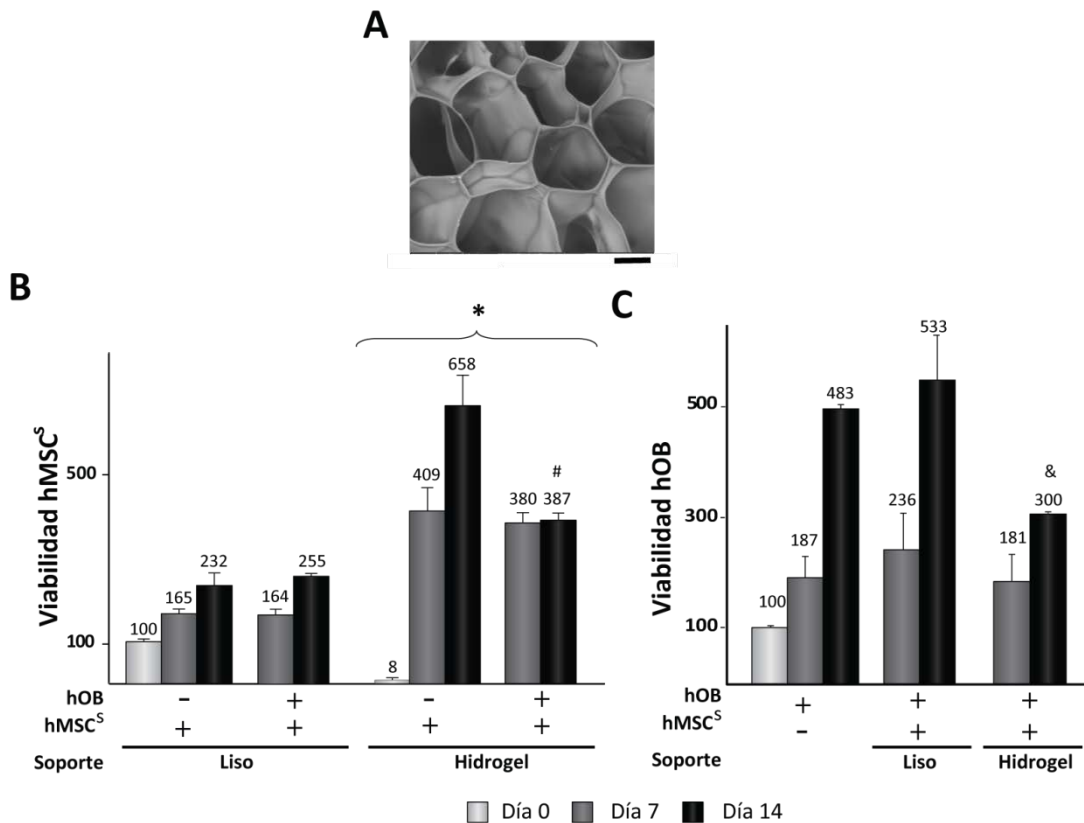 A
B
*
Viabilidad hMSC^S
500
100
100
165
232
164
255
8
409
658
380
#
387
hOB − + − +
hMSC^S + + + +
Soporte Liso Hidrogel
C
Viabilidad hOB
500
300
100
100
187
483
236
533
181
&
300
hOB + + +
hMSC^S − + +
Soporte Liso Hidrogel
Día 0 Día 7 Día 14